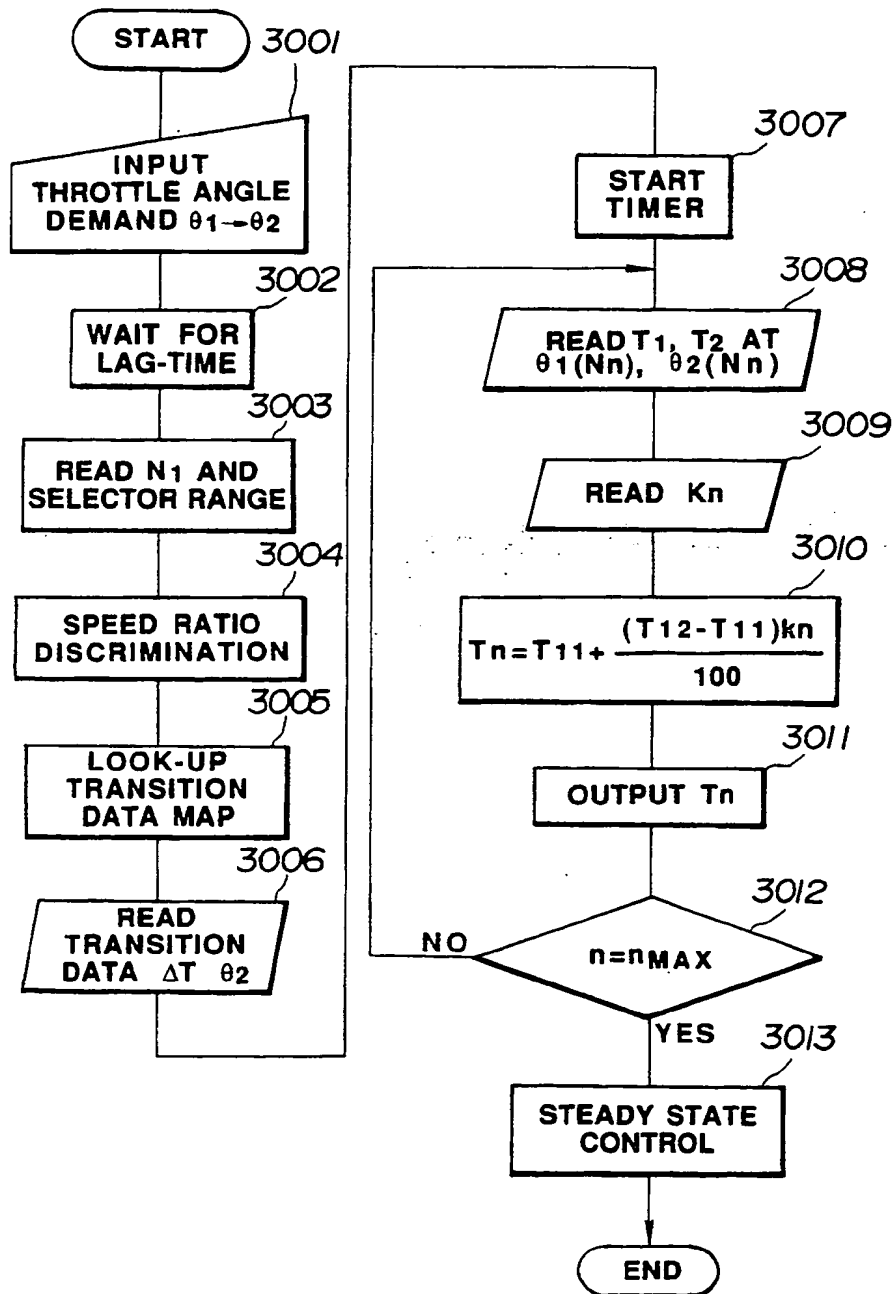 START
3001
INPUT
THROTTLE ANGLE
DEMAND θ1→θ2
3002
WAIT FOR
LAG-TIME
3003
READ N1 AND
SELECTOR RANGE
3004
SPEED RATIO
DISCRIMINATION
3005
LOOK-UP
TRANSITION
DATA MAP
3006
READ
TRANSITION
DATA ΔT θ2
3007
START
TIMER
3008
READ T1, T2 AT
θ1(Nn), θ2(Nn)
3009
READ Kn
3010
Tn=T11+ (T12-T11)kn
100
3011
OUTPUT Tn
3012
NO
n=nMAX
YES
3013
STEADY STATE
CONTROL
END